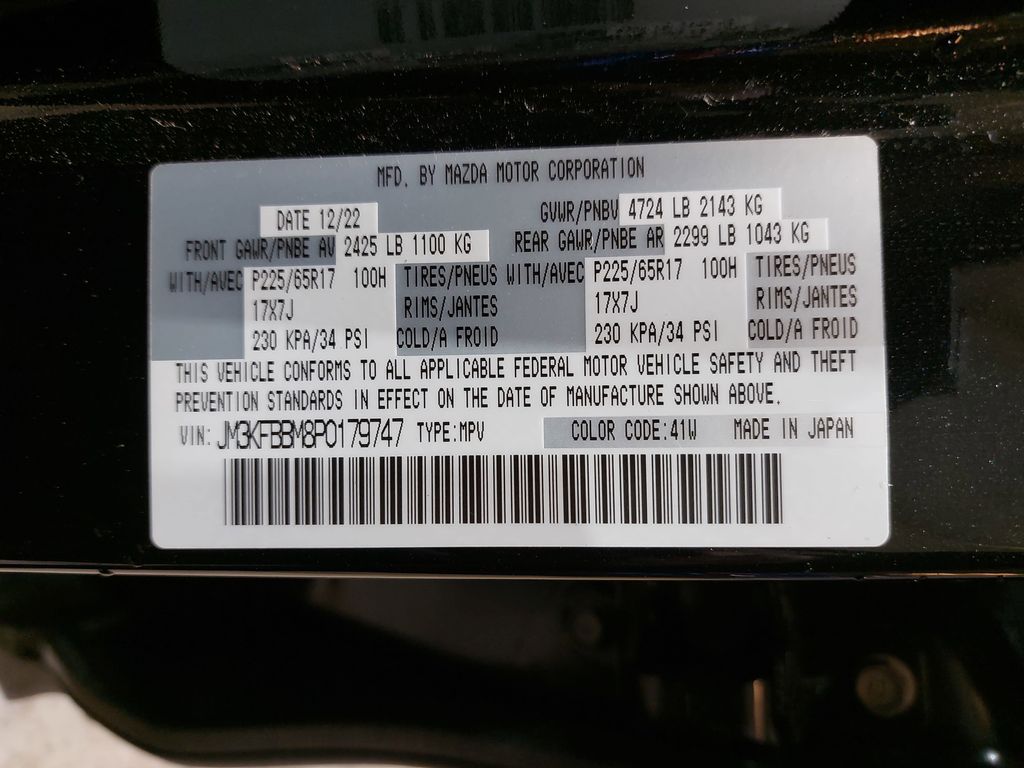 MFD. BY MAZDA MOTOR CORPORATION
DATE 12/22 GVWR/PNBV 4724 LB 2143 KG
FRONT GAWR/PNBE AV 2425 LB 1100 KG REAR GAWR/PNBE AR 2299 LB 1043 KG
WITH/AVEC P225/65R17 100H TIRES/PNEUS WITH/AVEC P225/65R17 100H TIRES/PNEUS
17X7J RIMS/JANTES 17X7J RIMS/JANTES
230 KPA/34 PSI COLD/A FROID 230 KPA/34 PSI COLD/A FROID
THIS VEHICLE CONFORMS TO ALL APPLICABLE FEDERAL MOTOR VEHICLE SAFETY AND THEFT
PREVENTION STANDARDS IN EFFECT ON THE DATE OF MANUFACTURE SHOWN ABOVE.
VIN: JM3KFBBM8P0179747 TYPE:MPV COLOR CODE:41W MADE IN JAPAN